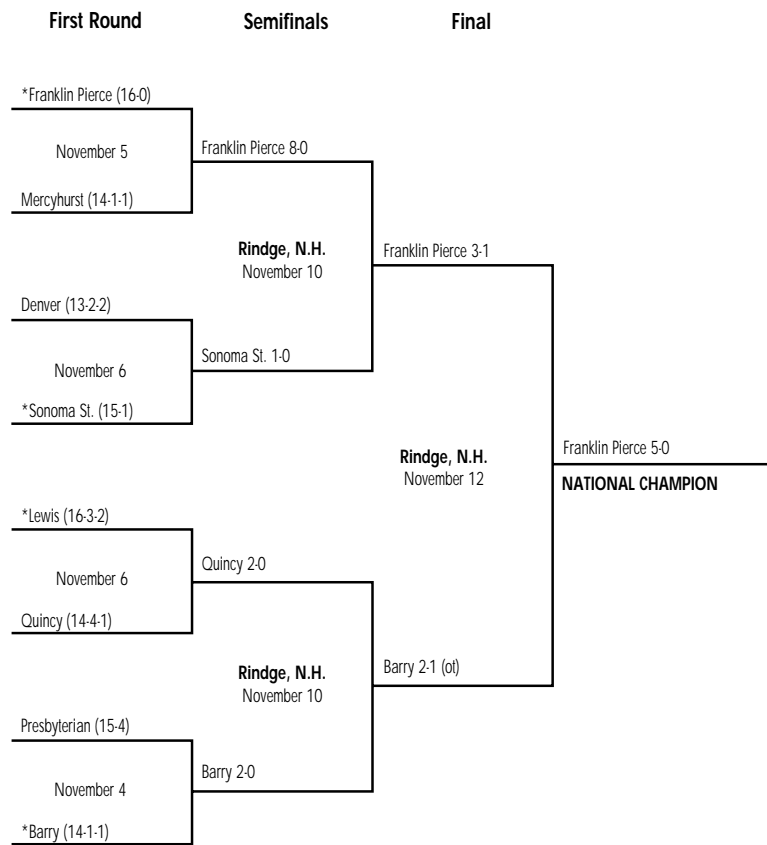 First Round
Semifinals
Final
*Franklin Pierce (16-0)
November 5
Franklin Pierce 8-0
Mercyhurst (14-1-1)
Rindge, N.H.
November 10
Franklin Pierce 3-1
Denver (13-2-2)
November 6
Sonoma St. 1-0
*Sonoma St. (15-1)
Rindge, N.H.
November 12
Franklin Pierce 5-0
NATIONAL CHAMPION
*Lewis (16-3-2)
November 6
Quincy 2-0
Quincy (14-4-1)
Rindge, N.H.
November 10
Barry 2-1 (ot)
Presbyterian (15-4)
November 4
Barry 2-0
*Barry (14-1-1)